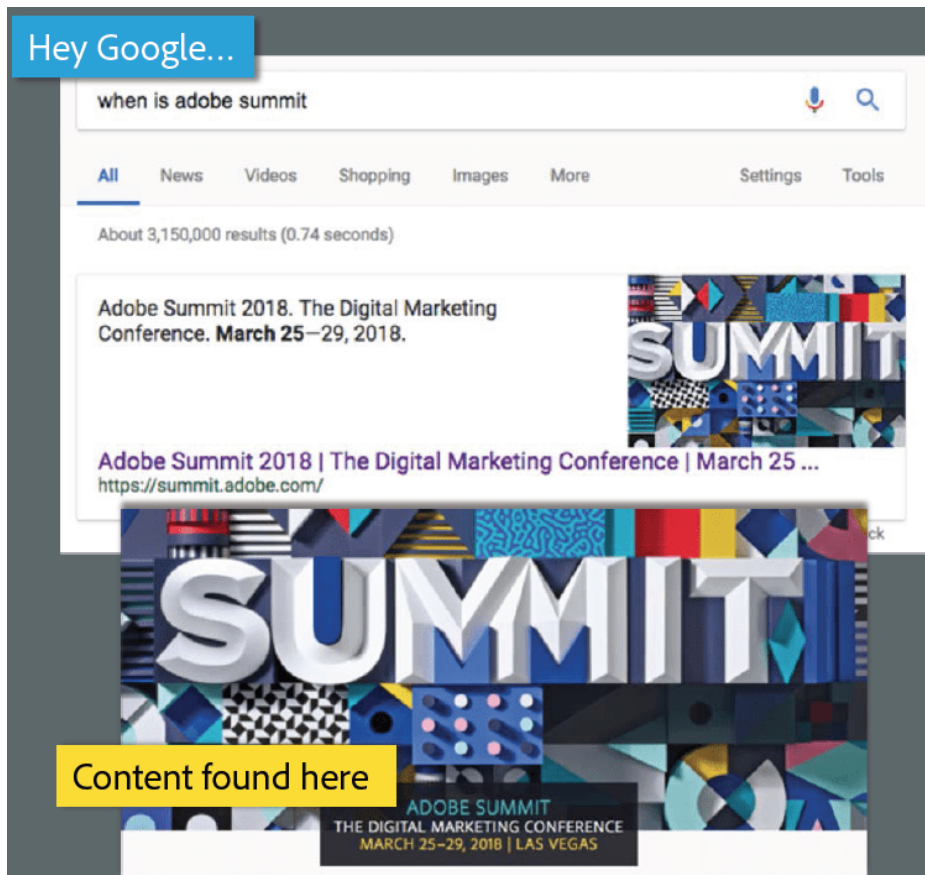 Hey Google...
when is adobe summit
All News Videos Shopping Images More Settings Tools
About 3,150,000 results (0.74 seconds)
Adobe Summit 2018. The Digital Marketing
Conference. March 25—29, 2018.
SUMMIT
Adobe Summit 2018 | The Digital Marketing Conference | March 25 ...
https://summit.adobe.com/
SUMMIT
Content found here
ADOBE SUMMIT
THE DIGITAL MARKETING CONFERENCE
MARCH 25–29, 2018 | LAS VEGAS